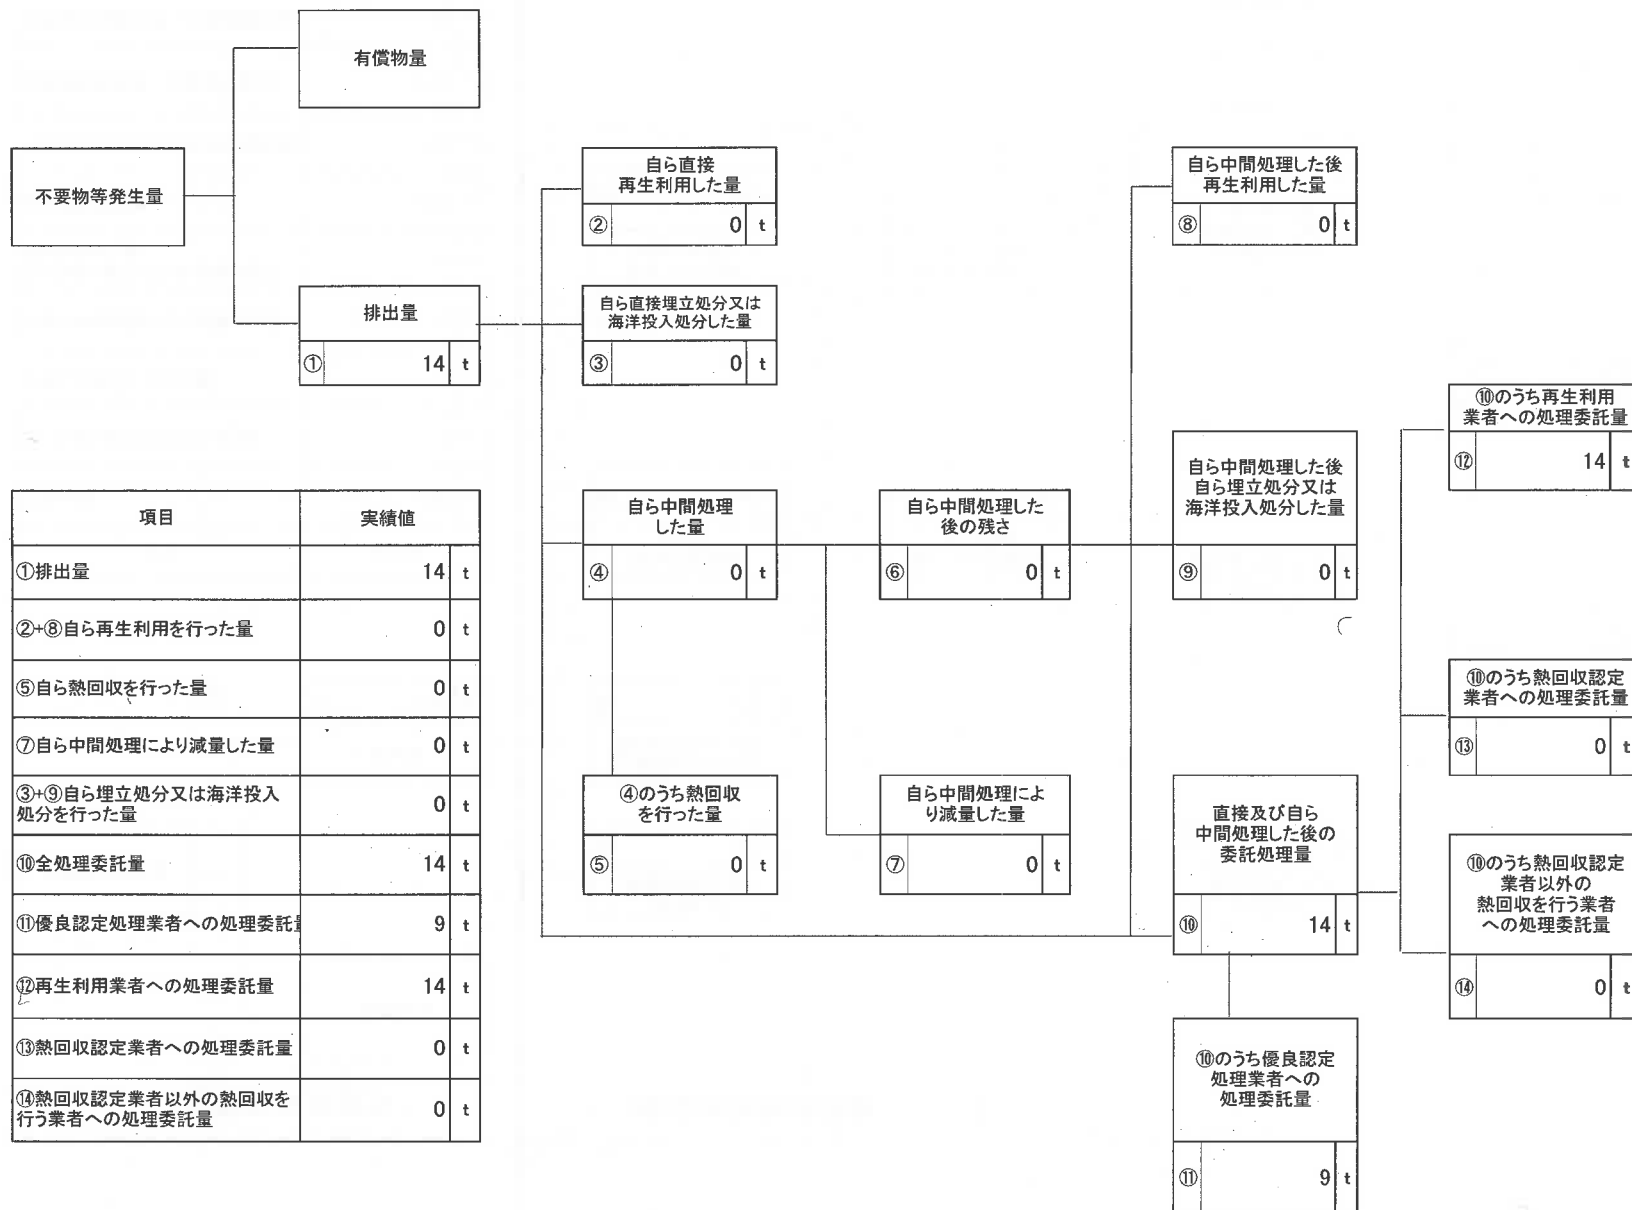 有償物量
不要物等発生量
排出量
① 14 t
自ら直接
再生利用した量
② 0 t
自ら直接埋立処分又は
海洋投入処分した量
③ 0 t
自ら中間処理
した量
④ 0 t
④のうち熱回収
を行った量
⑤ 0 t
自ら中間処理した
後の残さ
⑥ 0 t
自ら中間処理によ
り減量した量
⑦ 0 t
自ら中間処理した後
再生利用した量
⑧ 0 t
自ら中間処理した後
自ら埋立処分又は
海洋投入処分した量
⑨ 0 t
直接及び自ら
中間処理した後の
委託処理量
⑩ 14 t
⑩のうち優良認定
処理業者への
処理委託量
⑪ 9 t
⑩のうち再生利用
業者への処理委託量
⑫ 14 t
⑩のうち熱回収認定
業者への処理委託量
⑬ 0 t
⑩のうち熱回収認定
業者以外の
熱回収を行う業者
への処理委託量
⑭ 0 t
項目 実績値
①排出量 14 t
②+⑧自ら再生利用を行った量 0 t
⑤自ら熱回収を行った量 0 t
⑦自ら中間処理により減量した量 0 t
③+⑨自ら埋立処分又は海洋投入
処分を行った量 0 t
⑩全処理委託量 14 t
⑪優良認定処理業者への処理委託 9 t
⑫再生利用業者への処理委託量 14 t
⑬熱回収認定業者への処理委託量 0 t
⑭熱回収認定業者以外の熱回収を
行う業者への処理委託量 0 t